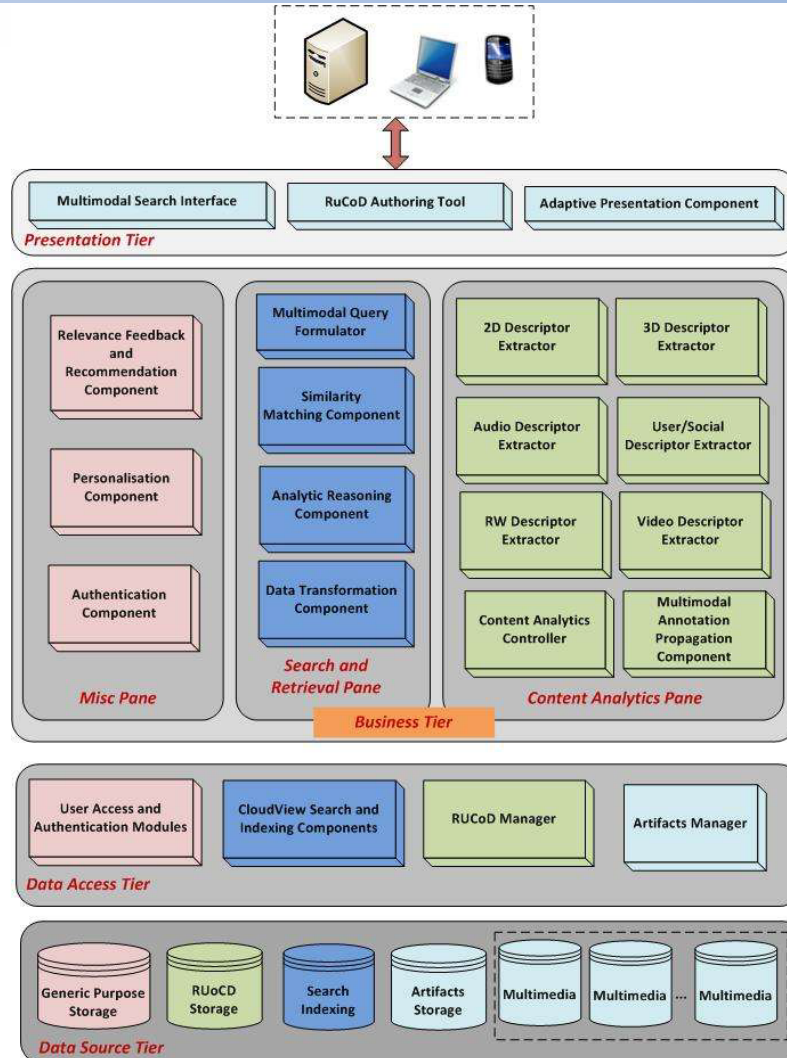 Multimodal Search Interface
RuCoD Authoring Tool
Adaptive Presentation Component
Presentation Tier
Relevance Feedback
and
Recommendation
Component
Personalisation
Component
Authentication
Component
Misc Pane
Multimodal Query
Formulator
Similarity
Matching Component
Analytic Reasoning
Component
Data Transformation
Component
Search and
Retrieval Pane
2D Descriptor
Extractor
3D Descriptor
Extractor
Audio Descriptor
Extractor
User/Social
Descriptor Extractor
RW Descriptor
Extractor
Video Descriptor
Extractor
Content Analytics
Controller
Multimodal
Annotation
Propagation
Component
Content Analytics Pane
Business Tier
User Access and
Authentication Modules
CloudView Search and
Indexing Components
RUCoD Manager
Artifacts Manager
Data Access Tier
Generic Purpose
Storage
RUoCD
Storage
Search
Indexing
Artifacts
Storage
Multimedia
Multimedia
...
Multimedia
Data Source Tier